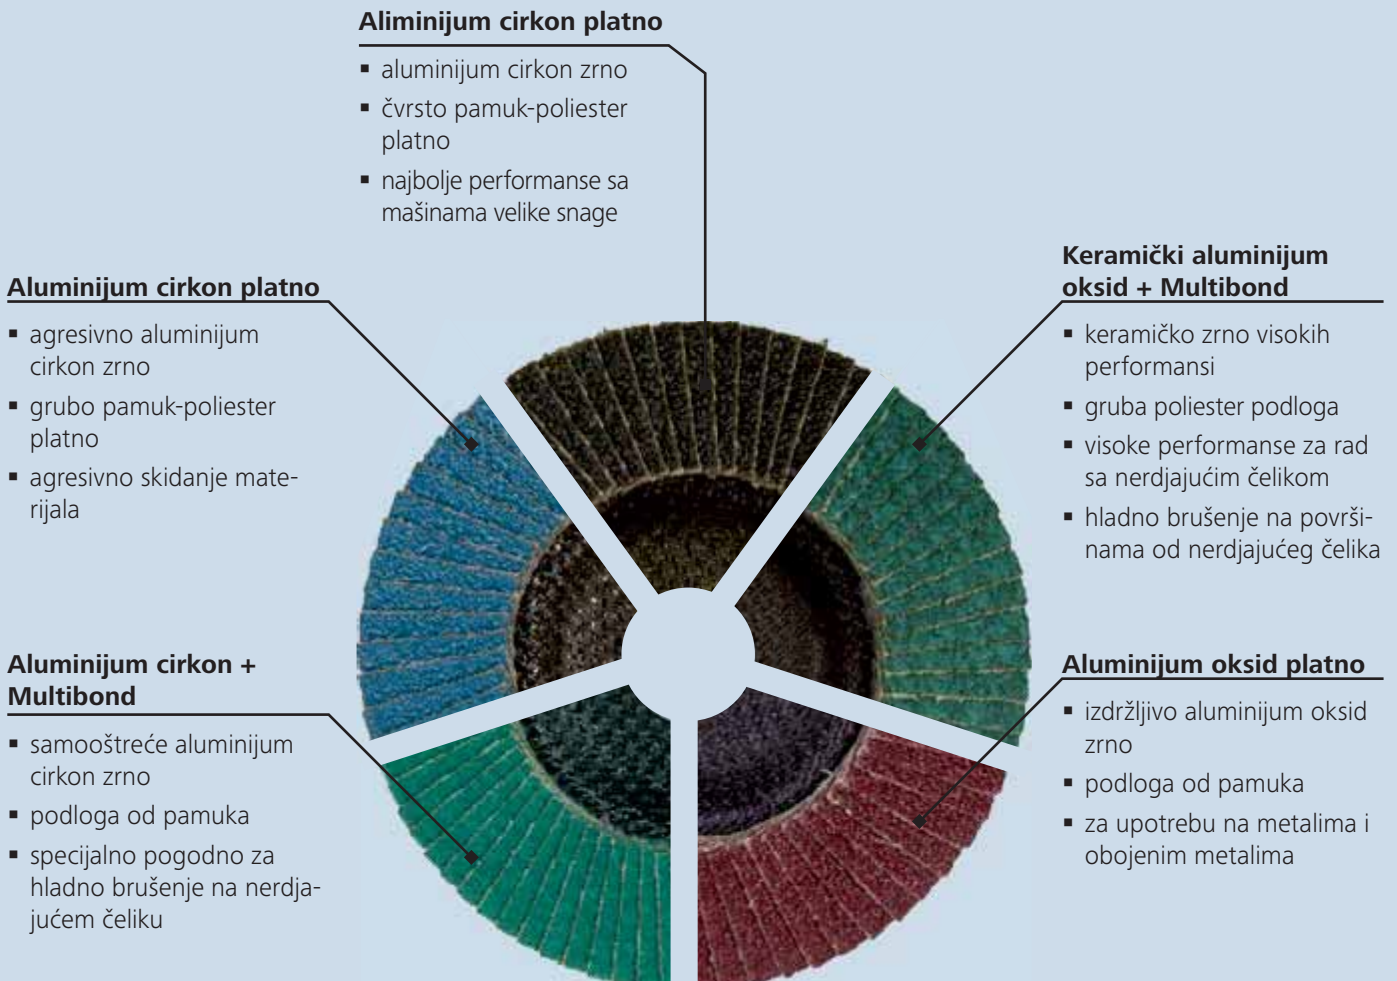 Aliminijum cirkon platno
▪ aluminijum cirkon zrno
▪ čvrsto pamuk-poliester
platno
▪ najbolje performanse sa
mašinama velike snage
Aluminijum cirkon platno
▪ agresivno aluminijum
cirkon zrno
▪ grubo pamuk-poliester
platno
▪ agresivno skidanje mate-
rijala
Keramički aluminijum
oksid + Multibond
▪ keramičko zrno visokih
performansi
▪ gruba poliester podloga
▪ visoke performanse za rad
sa nerdjajućim čelikom
▪ hladno brušenje na površi-
nama od nerdjajućeg čelika
Aluminijum cirkon +
Multibond
▪ samooštreće aluminijum
cirkon zrno
▪ podloga od pamuka
▪ specijalno pogodno za
hladno brušenje na nerdja-
jućem čeliku
Aluminijum oksid platno
▪ izdržljivo aluminijum oksid
zrno
▪ podloga od pamuka
▪ za upotrebu na metalima i
obojenim metalima